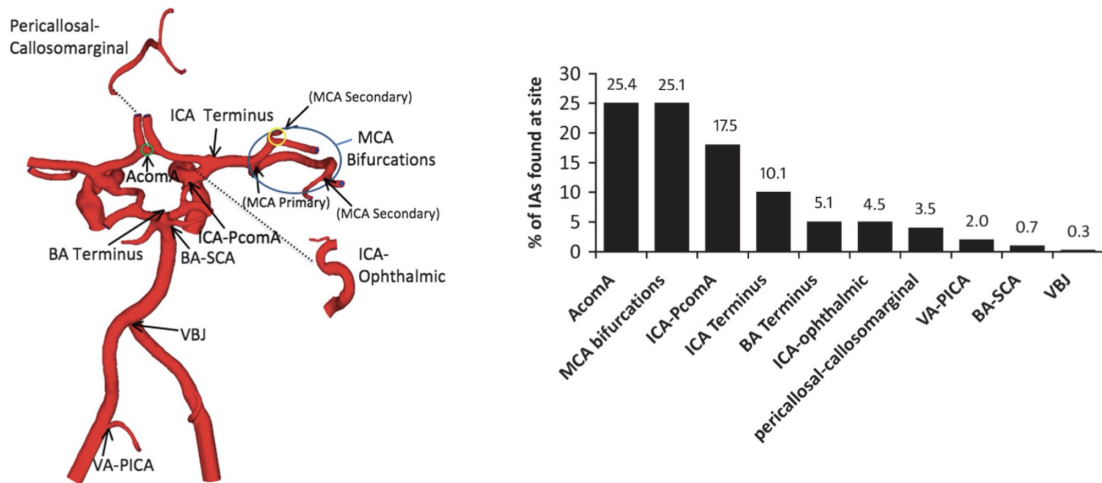 Pericallosal-
Callosomarginal
ICA Terminus
(MCA Secondary)
MCA
Bifurcations
AcomA
(MCA Primary)
(MCA Secondary)
ICA-PcomA
BA Terminus
BA-SCA
ICA-
Ophthalmic
VBJ
VA-PICA
% of IAs found at site
30
25
20
15
10
5
0
25.4
25.1
17.5
10.1
5.1
4.5
3.5
2.0
0.7
0.3
AcomA
MCA bifurcations
ICA-PcomA
ICA Terminus
BA Terminus
ICA-ophthalmic
pericallosal-callosomarginal
VA-PICA
BA-SCA
VBJ